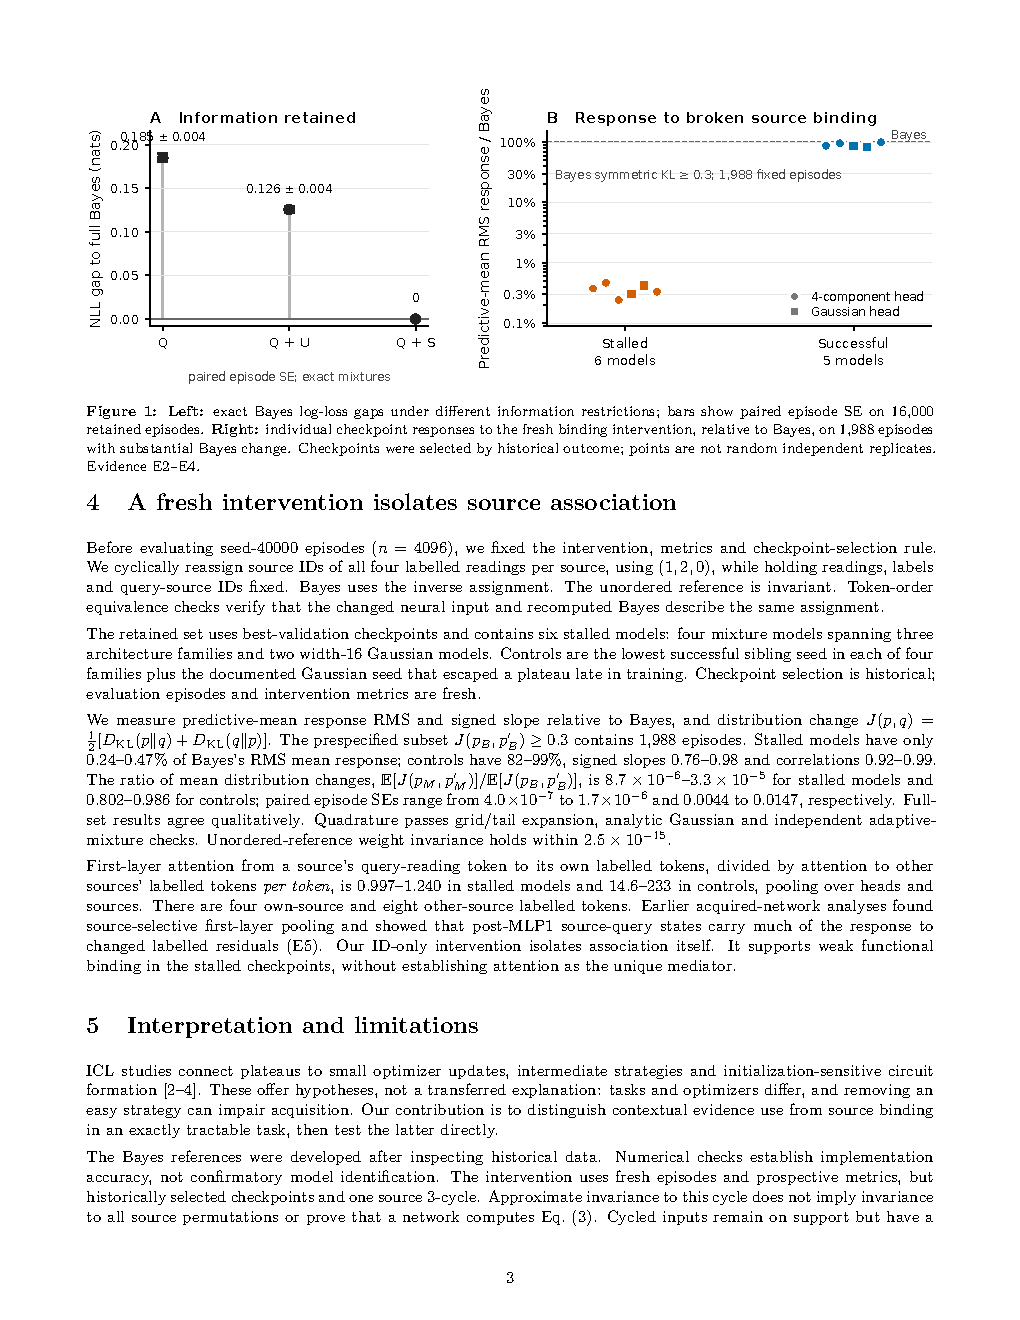 A Information retained
NLL gap to full Bayes (nats)
0.20
0.15
0.10
0.05
0.00
0.185 ± 0.004
0.126 ± 0.004
0
Q
Q + U
Q + S
paired episode SE; exact mixtures
B Response to broken source binding
Predictive-mean RMS response / Bayes
100%
30%
10%
3%
1%
0.3%
0.1%
Bayes
Bayes symmetric KL ≥ 0.3; 1,988 fixed episodes
4-component head
Gaussian head
Stalled
6 models
Successful
5 models
Figure 1: Left: exact Bayes log-loss gaps under different information restrictions; bars show paired episode SE on 16,000
retained episodes. Right: individual checkpoint responses to the fresh binding intervention, relative to Bayes, on 1,988 episodes
with substantial Bayes change. Checkpoints were selected by historical outcome; points are not random independent replicates.
Evidence E2–E4.
4 A fresh intervention isolates source association
Before evaluating seed-40000 episodes (n = 4096), we fixed the intervention, metrics and checkpoint-selection rule.
We cyclically reassign source IDs of all four labelled readings per source, using (1, 2, 0), while holding readings, labels
and query-source IDs fixed. Bayes uses the inverse assignment. The unordered reference is invariant. Token-order
equivalence checks verify that the changed neural input and recomputed Bayes describe the same assignment.
The retained set uses best-validation checkpoints and contains six stalled models: four mixture models spanning three
architecture families and two width-16 Gaussian models. Controls are the lowest successful sibling seed in each of four
families plus the documented Gaussian seed that escaped a plateau late in training. Checkpoint selection is historical;
evaluation episodes and intervention metrics are fresh.
We measure predictive-mean response RMS and signed slope relative to Bayes, and distribution change J(p, q) =
½[D_KL(p∥q) + D_KL(q∥p)]. The prespecified subset J(p_B, p′_B) ≥ 0.3 contains 1,988 episodes. Stalled models have only
0.24–0.47% of Bayes's RMS mean response; controls have 82–99%, signed slopes 0.76–0.98 and correlations 0.92–0.99.
The ratio of mean distribution changes, 𝔼[J(p_M, p′_M)]/𝔼[J(p_B, p′_B)], is 8.7 × 10⁻⁶–3.3 × 10⁻⁵ for stalled models and
0.802–0.986 for controls; paired episode SEs range from 4.0×10⁻⁷ to 1.7×10⁻⁶ and 0.0044 to 0.0147, respectively. Full-
set results agree qualitatively. Quadrature passes grid/tail expansion, analytic Gaussian and independent adaptive-
mixture checks. Unordered-reference weight invariance holds within 2.5 × 10⁻¹⁵.
First-layer attention from a source's query-reading token to its own labelled tokens, divided by attention to other
sources' labelled tokens per token, is 0.997–1.240 in stalled models and 14.6–233 in controls, pooling over heads and
sources. There are four own-source and eight other-source labelled tokens. Earlier acquired-network analyses found
source-selective first-layer pooling and showed that post-MLP1 source-query states carry much of the response to
changed labelled residuals (E5). Our ID-only intervention isolates association itself. It supports weak functional
binding in the stalled checkpoints, without establishing attention as the unique mediator.
5 Interpretation and limitations
ICL studies connect plateaus to small optimizer updates, intermediate strategies and initialization-sensitive circuit
formation [2–4]. These offer hypotheses, not a transferred explanation: tasks and optimizers differ, and removing an
easy strategy can impair acquisition. Our contribution is to distinguish contextual evidence use from source binding
in an exactly tractable task, then test the latter directly.
The Bayes references were developed after inspecting historical data. Numerical checks establish implementation
accuracy, not confirmatory model identification. The intervention uses fresh episodes and prospective metrics, but
historically selected checkpoints and one source 3-cycle. Approximate invariance to this cycle does not imply invariance
to all source permutations or prove that a network computes Eq. (3). Cycled inputs remain on support but have a
3